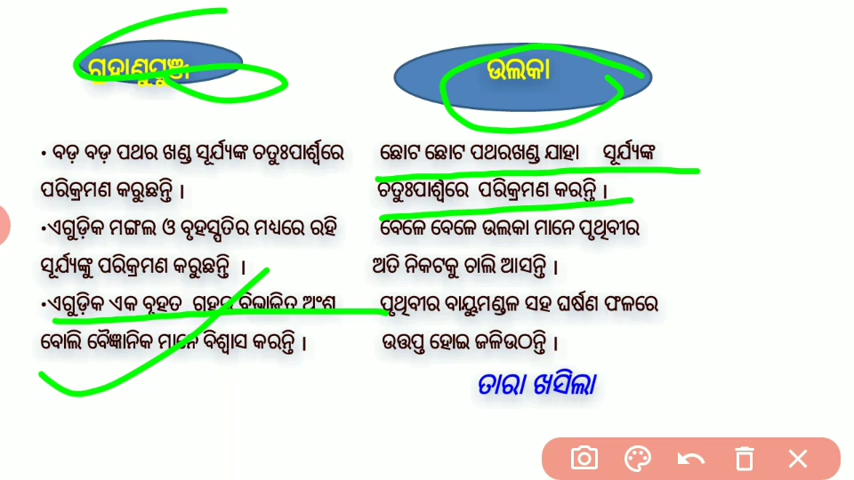 ଗ୍ରହାଣୁପୁଞ୍ଜ
• ବଡ଼ ବଡ଼ ପଥର ଖଣ୍ଡ ସୂର୍ଯ୍ୟଙ୍କ ଚତୁଃପାର୍ଶ୍ୱରେ
ପରିକ୍ରମଣ କରୁଛନ୍ତି ।
•ଏଗୁଡ଼ିକ ମଙ୍ଗଲ ଓ ବୃହସ୍ପତିର ମଧ୍ୟରେ ରହି
ସୂର୍ଯ୍ୟଙ୍କୁ ପରିକ୍ରମଣ କରୁଛନ୍ତି ।
•ଏଗୁଡ଼ିକ ଏକ ବୃହତ ଗ୍ରହର ବିଭାଜିତ ଅଂଶ
ବୋଲି ବୈଜ୍ଞାନିକ ମାନେ ବିଶ୍ୱାସ କରନ୍ତି ।
ଉଲକା
ଛୋଟ ଛୋଟ ପଥରଖଣ୍ଡ ଯାହା ସୂର୍ଯ୍ୟଙ୍କ
ଚତୁଃପାର୍ଶ୍ୱରେ ପରିକ୍ରମଣ କରନ୍ତି ।
ବେଳେ ବେଳେ ଉଲକା ମାନେ ପୃଥିବୀର
ଅତି ନିକଟକୁ ଚାଲି ଆସନ୍ତି ।
ପୃଥିବୀର ବାୟୁମଣ୍ଡଳ ସହ ଘର୍ଷଣ ଫଳରେ
ଉତ୍ତପ୍ତ ହୋଇ ଜଳିଉଠନ୍ତି ।
ତାରା ଖସିଲା